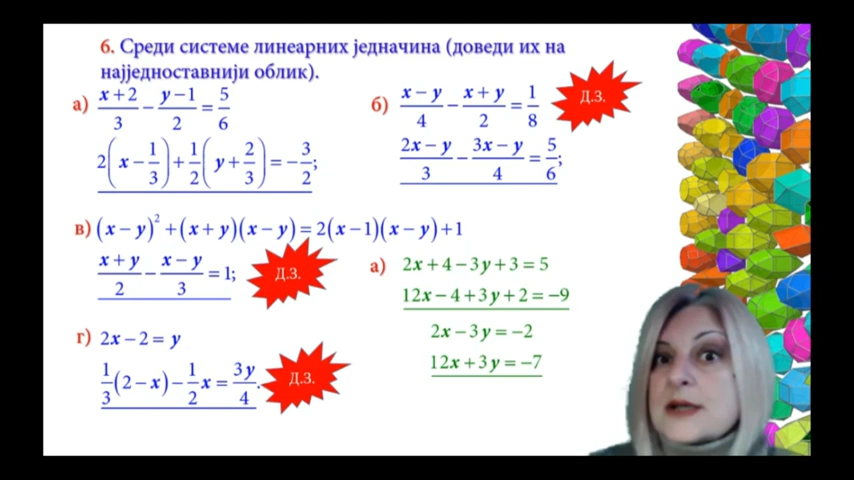 6. Среди системе линеарних једначина (доведи их на
најједноставнији облик).
а) (x+2)/3 − (y−1)/2 = 5/6
2(x − 1/3) + 1/2(y + 2/3) = −3/2;
б) (x−y)/4 − (x+y)/2 = 1/8
Д.З.
(2x−y)/3 − (3x−y)/4 = 5/6;
в) (x−y)² + (x+y)(x−y) = 2(x−1)(x−y)+1
(x+y)/2 − (x−y)/3 = 1;
Д.З.
г) 2x−2 = y
1/3(2−x) − 1/2x = 3y/4.
Д.З.
а) 2x+4−3y+3=5
12x−4+3y+2=−9
2x−3y=−2
12x+3y=−7